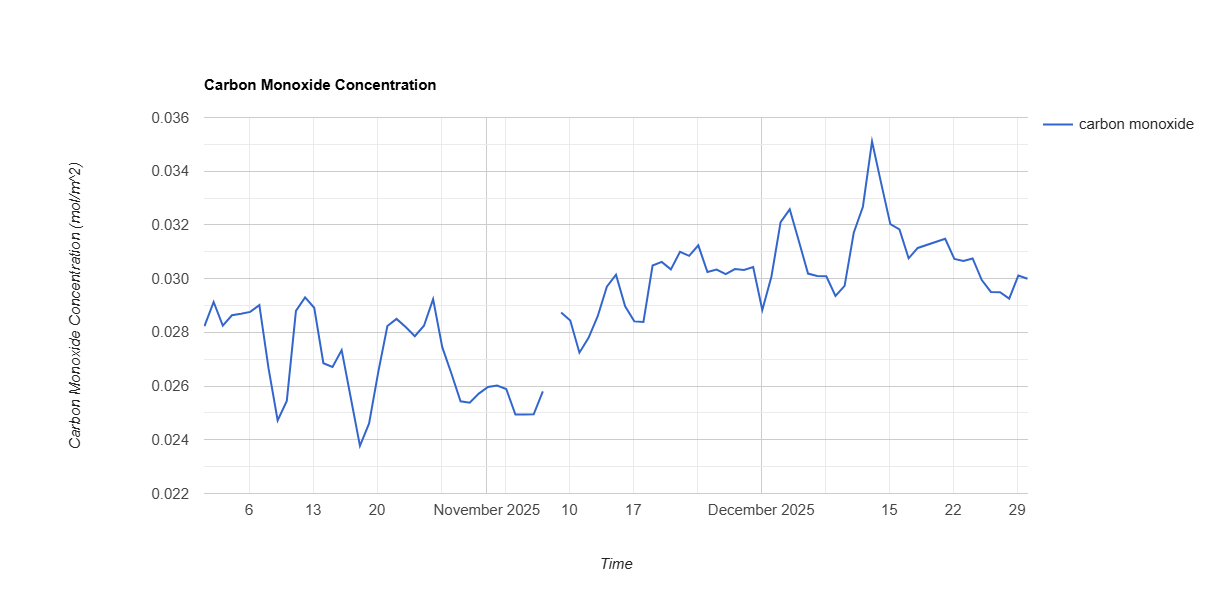 Carbon Monoxide Concentration
carbon monoxide
Carbon Monoxide Concentration (mol/m^2)
0.036
0.034
0.032
0.030
0.028
0.026
0.024
0.022
6 13 20 November 2025 10 17 December 2025 15 22 29
Time